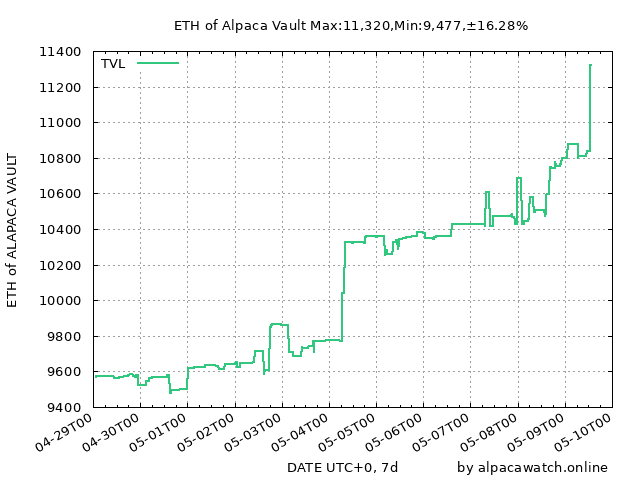 ETH of Alpaca Vault Max:11,320,Min:9,477,±16.28%
TVL
11400
11200
11000
10800
10600
10400
10200
10000
9800
9600
9400
ETH of ALAPACA VAULT
04-29T00
04-30T00
05-01T00
05-02T00
05-03T00
05-04T00
05-05T00
05-06T00
05-07T00
05-08T00
05-09T00
05-10T00
DATE UTC+0, 7d
by alpacawatch.online